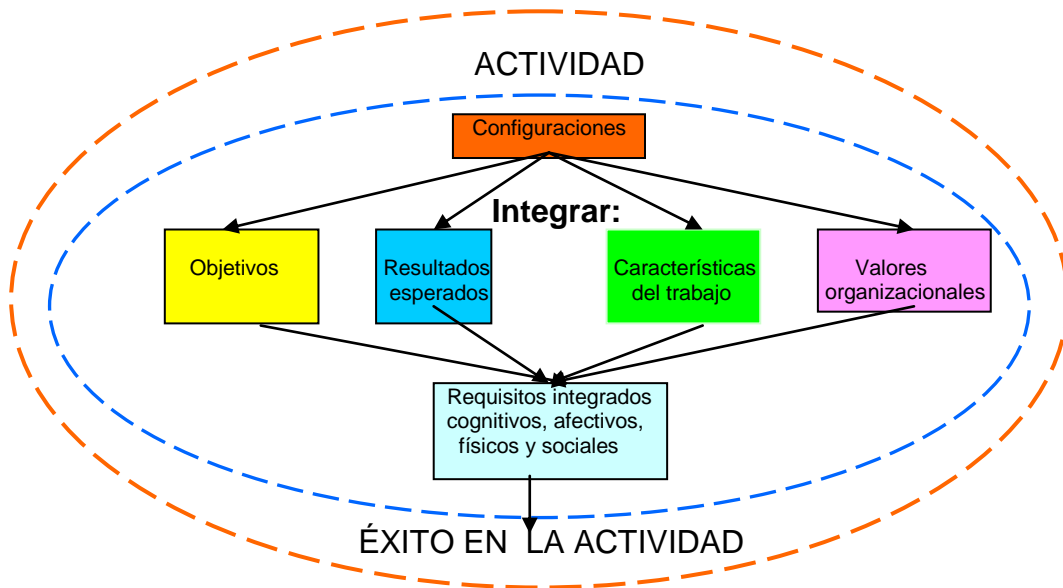 ACTIVIDAD
Configuraciones
Integrar:
Objetivos
Resultados
esperados
Características
del trabajo
Valores
organizacionales
Requisitos integrados
cognitivos, afectivos,
físicos y sociales
ÉXITO EN LA ACTIVIDAD